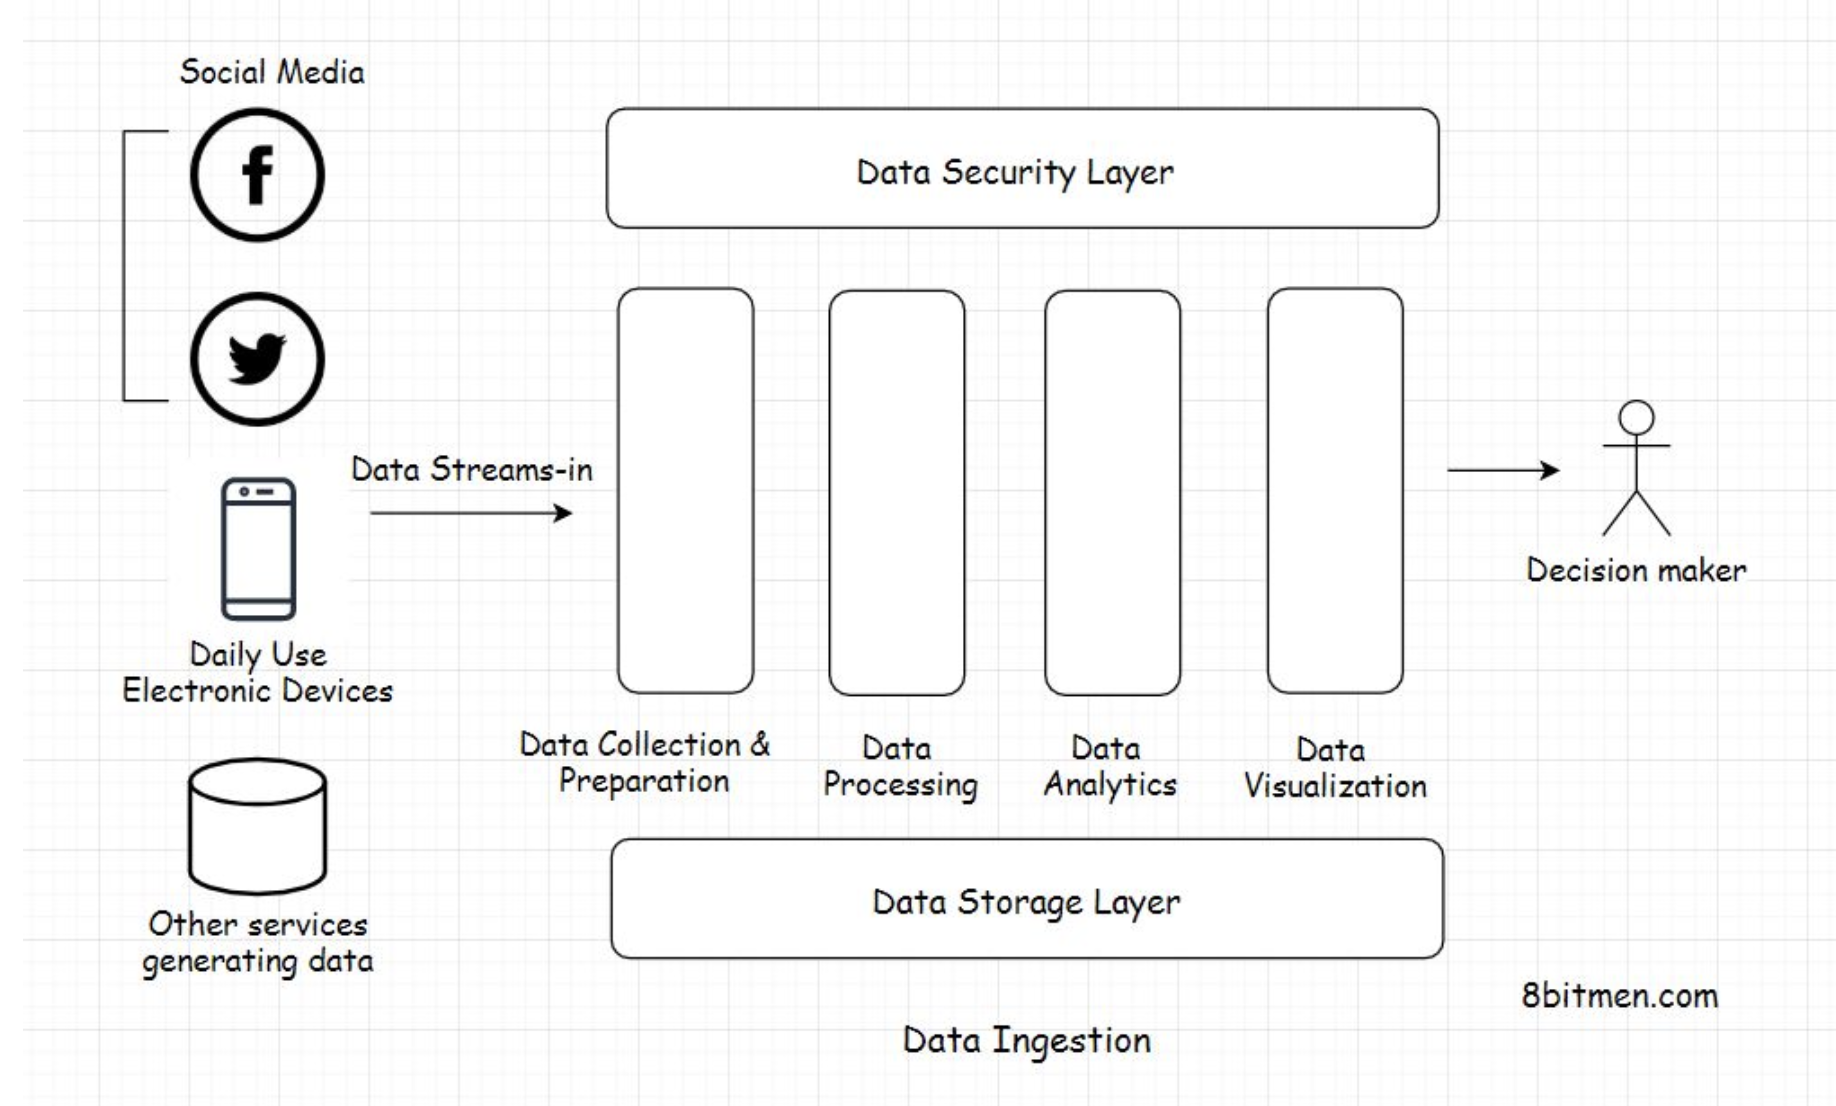 Social Media
Data Security Layer
Data Streams-in
Decision maker
Daily Use
Electronic Devices
Data Collection &
Preparation
Data
Processing
Data
Analytics
Data
Visualization
Data Storage Layer
Other services
generating data
8bitmen.com
Data Ingestion